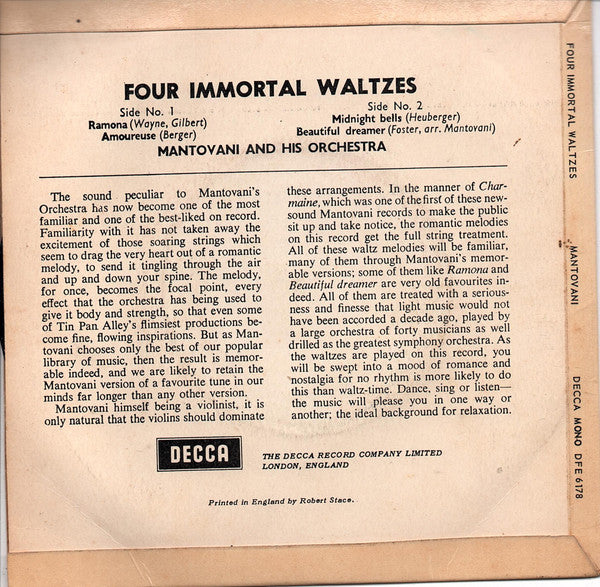 FOUR IMMORTAL WALTZES
Side No. 1
Ramona (Wayne, Gilbert)
Amoureuse (Berger)
Side No. 2
Midnight bells (Heuberger)
Beautiful dreamer (Foster, arr. Mantovani)
MANTOVANI AND HIS ORCHESTRA
The sound peculiar to Mantovani's
Orchestra has now become one of the most
familiar and one of the best-liked on record.
Familiarity with it has not taken away the
excitement of those soaring strings which
seem to drag the very heart out of a romantic
melody, to send it tingling through the air
and up and down your spine. The melody,
for once, becomes the focal point, every
effect that the orchestra has being used to
give it body and strength, so that even some
of Tin Pan Alley's flimsiest productions be-
come fine, flowing inspirations. But as Man-
tovani chooses only the best of our popular
library of music, then the result is memor-
able indeed, and we are likely to retain the
Mantovani version of a favourite tune in our
minds far longer than any other version.
Mantovani himself being a violinist, it is
only natural that the violins should dominate
these arrangements. In the manner of Char-
maine, which was one of the first of these new-
sound Mantovani records to make the public
sit up and take notice, the romantic melodies
on this record get the full string treatment.
All of these waltz melodies will be familiar,
many of them through Mantovani's memor-
able versions; some of them like Ramona and
Beautiful dreamer are very old favourites in-
deed. All of them are treated with a serious-
ness and finesse that light music would not
have been accorded a decade ago, played by
a large orchestra of forty musicians as well
drilled as the greatest symphony orchestra. As
the waltzes are played on this record, you
will be swept into a mood of romance and
nostalgia for no rhythm is more likely to do
this than waltz-time. Dance, sing or listen—
the music will please you in one way or
another; the ideal background for relaxation.
DECCA
THE DECCA RECORD COMPANY LIMITED
LONDON, ENGLAND
Printed in England by Robert Stace.
FOUR IMMORTAL WALTZES
MANTOVANI
DECCA MONO DFE 6178